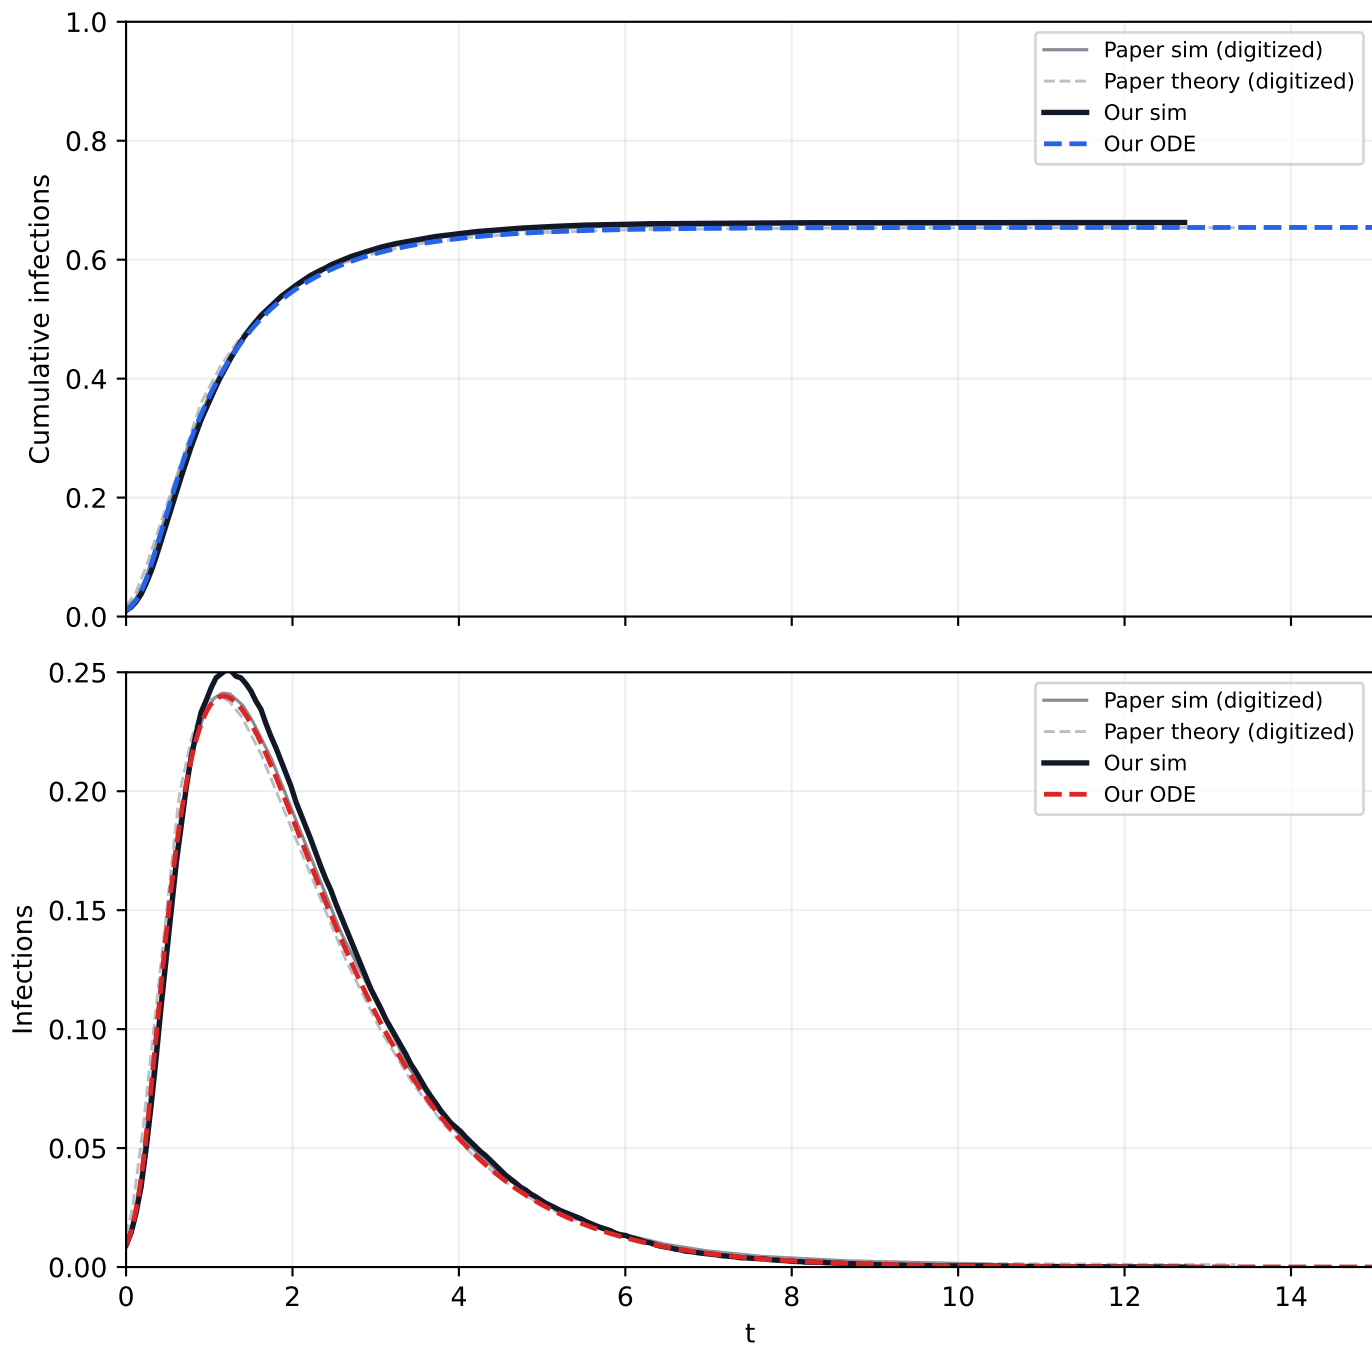 1.0
0.8
0.6
0.4
0.2
0.0
Cumulative infections
Paper sim (digitized)
Paper theory (digitized)
Our sim
Our ODE
0.25
0.20
0.15
0.10
0.05
0.00
Infections
Paper sim (digitized)
Paper theory (digitized)
Our sim
Our ODE
0 2 4 6 8 10 12 14
t